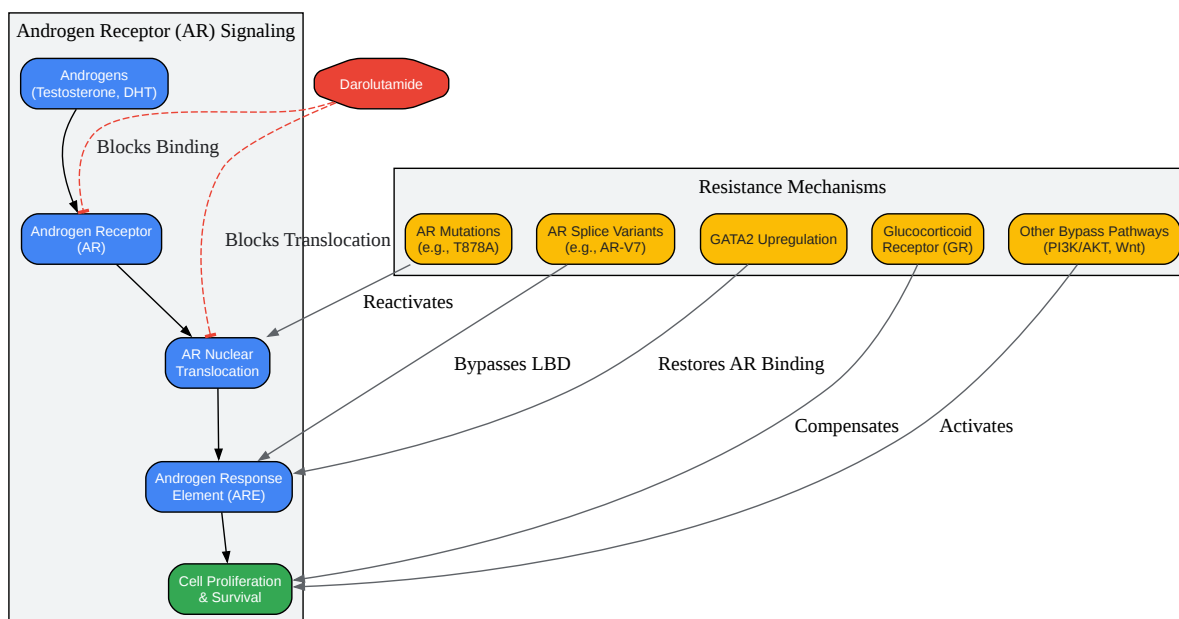 Androgen Receptor (AR) Signaling
Androgens
(Testosterone, DHT)
Darolutamide
Blocks Binding
Resistance Mechanisms
Androgen Receptor
(AR)
Blocks Translocation
AR Mutations
(e.g., T878A)
AR Splice Variants
(e.g., AR-V7)
GATA2 Upregulation
Glucocorticoid
Receptor (GR)
Other Bypass Pathways
(PI3K/AKT, Wnt)
Reactivates
AR Nuclear
Translocation
Bypasses LBD
Restores AR Binding
Compensates
Activates
Androgen Response
Element (ARE)
Cell Proliferation
& Survival